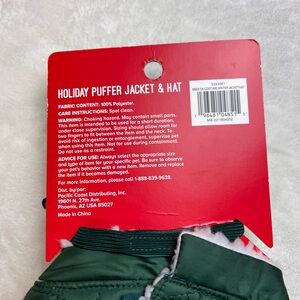 HOLIDAY PUFFER JACKET & HAT
FABRIC CONTENT: 100% Polyester.
CARE INSTRUCTIONS: Spot clean.
WARNING: Choking hazard. May contain small parts.
This item is intended to be used for a short duration,
under close supervision. Sizing should allow room for
two fingers to fit between the item and the neck. To
avoid risk of ingestion or entanglement, supervise pet
when using this item. Not for use during containment.
Do not use as a restraint.
ADVICE FOR USE: Always select the appropriate size
and type of item for your specific pet. Be sure to observe
your pet's behavior with a new item. Remove and replace
the item if it becomes damaged.
For more information, please call 1-888-839-9638.
Dist. by/par:
Pacific Coast Distributing, Inc.
19601 N. 27th Ave.
Phoenix, AZ USA 85027
Made in China